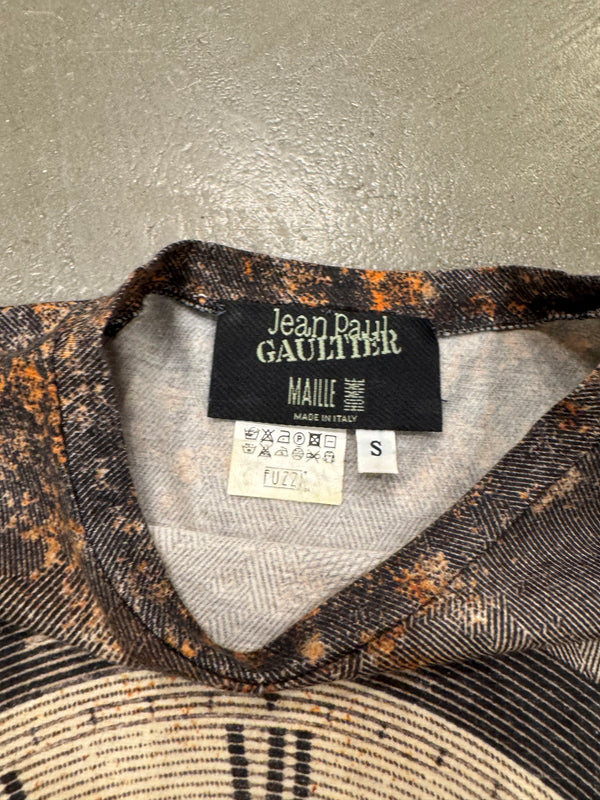 Jean Paul
GAULTIER
MAILLE HOMME
MADE IN ITALY
S
FUZZI